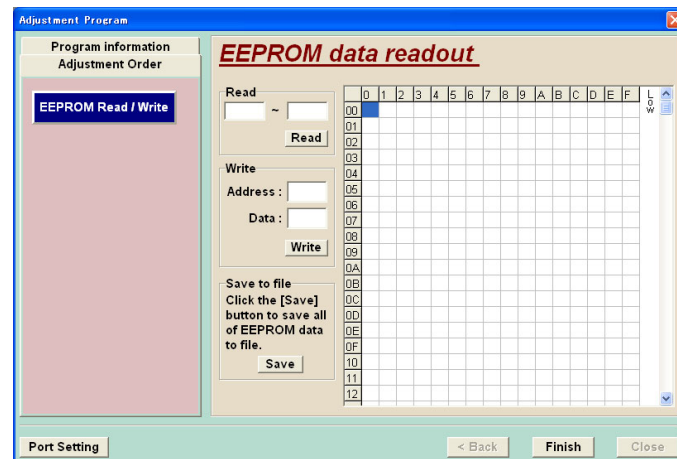 Adjustment Program
Program information
Adjustment Order
EEPROM Read / Write
EEPROM data readout
Read
~
Read
Write
Address :
Data :
Write
Save to file
Click the [Save]
button to save all
of EEPROM data
to file.
Save
0 1 2 3 4 5 6 7 8 9 A B C D E F
Low
00
01
02
03
04
05
06
07
08
09
0A
0B
0C
0D
0E
0F
10
11
12
Port Setting
< Back
Finish
Close